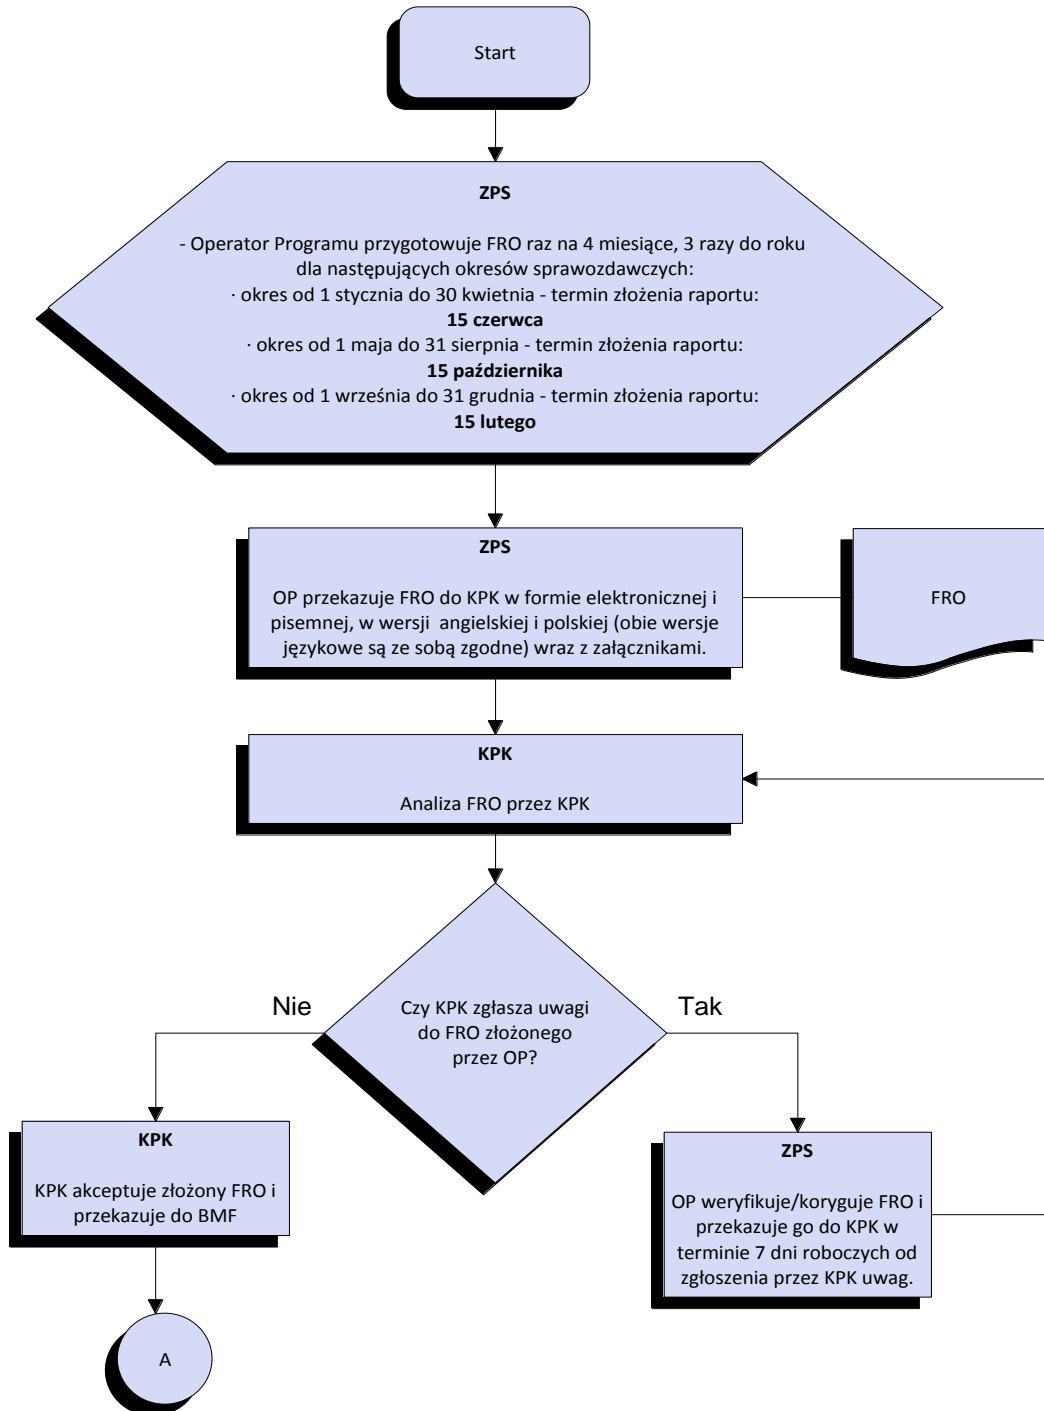 Start
ZPS
- Operator Programu przygotowuje FRO raz na 4 miesiące, 3 razy do roku
dla następujących okresów sprawozdawczych:
· okres od 1 stycznia do 30 kwietnia - termin złożenia raportu:
15 czerwca
· okres od 1 maja do 31 sierpnia - termin złożenia raportu:
15 października
· okres od 1 września do 31 grudnia - termin złożenia raportu:
15 lutego
ZPS
OP przekazuje FRO do KPK w formie elektronicznej i
pisemnej, w wersji angielskiej i polskiej (obie wersje
językowe są ze sobą zgodne) wraz z załącznikami.
FRO
KPK
Analiza FRO przez KPK
Czy KPK zgłasza uwagi
do FRO złożonego
przez OP?
Nie
Tak
KPK
KPK akceptuje złożony FRO i
przekazuje do BMF
ZPS
OP weryfikuje/koryguje FRO i
przekazuje go do KPK w
terminie 7 dni roboczych od
zgłoszenia przez KPK uwag.
A